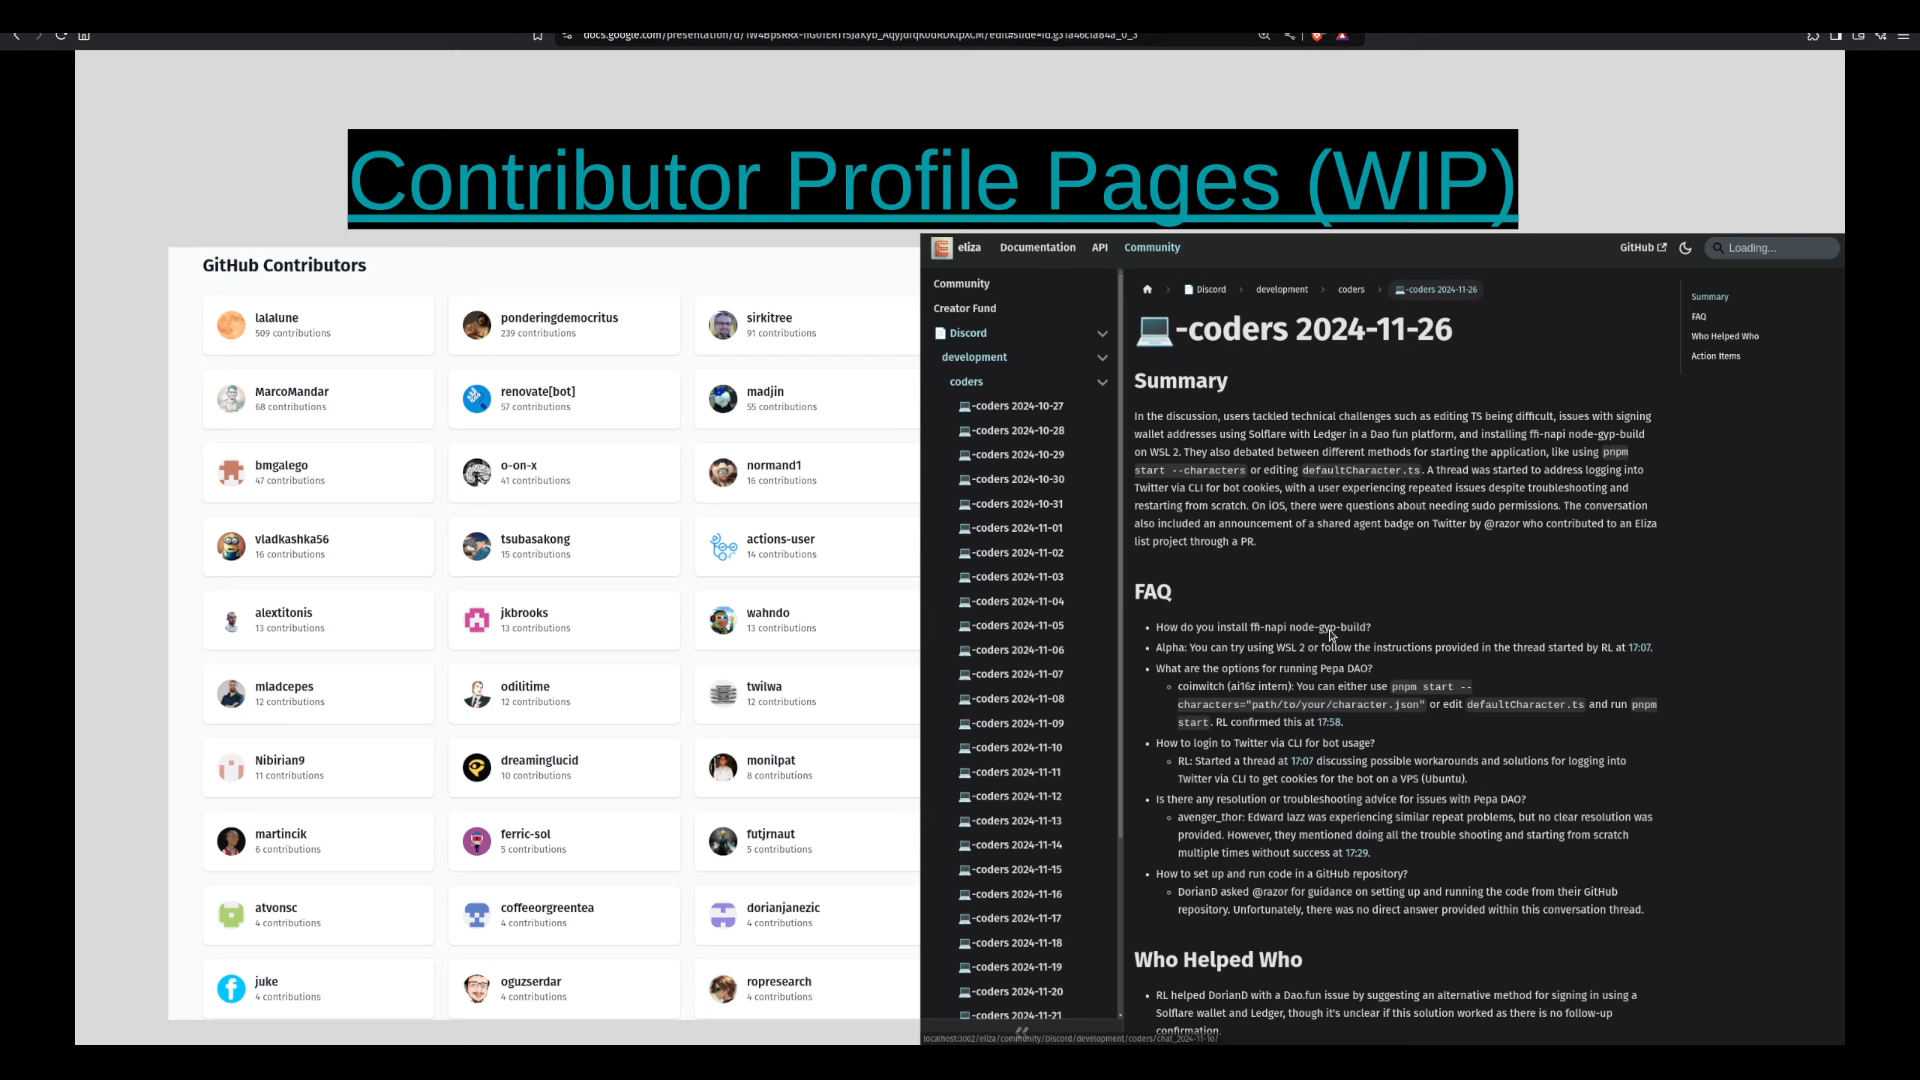 Contributor Profile Pages (WIP)
GitHub Contributors
lalalune
509 contributions
ponderingdemocritus
239 contributions
sirkitree
91 contributions
MarcoMandar
68 contributions
renovate[bot]
57 contributions
madjin
55 contributions
bmgalego
47 contributions
o-on-x
41 contributions
normand1
16 contributions
vladkashka56
16 contributions
tsubasakong
15 contributions
actions-user
14 contributions
alextitonis
13 contributions
jkbrooks
13 contributions
wahndo
13 contributions
mladcepes
12 contributions
odilitime
12 contributions
twilwa
12 contributions
Nibirian9
11 contributions
dreaminglucid
10 contributions
monilpat
8 contributions
martincik
6 contributions
ferric-sol
5 contributions
futjrnaut
5 contributions
atvonsc
4 contributions
coffeeorgreentea
4 contributions
dorianjanezic
4 contributions
juke
4 contributions
oguzserdar
4 contributions
ropresearch
4 contributions
eliza Documentation API Community GitHub Loading...
Community
Creator Fund
Discord
development
coders
-coders 2024-10-27
-coders 2024-10-28
-coders 2024-10-29
-coders 2024-10-30
-coders 2024-10-31
-coders 2024-11-01
-coders 2024-11-02
-coders 2024-11-03
-coders 2024-11-04
-coders 2024-11-05
-coders 2024-11-06
-coders 2024-11-07
-coders 2024-11-08
-coders 2024-11-09
-coders 2024-11-10
-coders 2024-11-11
-coders 2024-11-12
-coders 2024-11-13
-coders 2024-11-14
-coders 2024-11-15
-coders 2024-11-16
-coders 2024-11-17
-coders 2024-11-18
-coders 2024-11-19
-coders 2024-11-20
-coders 2024-11-21
Discord development coders -coders 2024-11-26
-coders 2024-11-26
Summary
In the discussion, users tackled technical challenges such as editing TS being difficult, issues with signing
wallet addresses using Solflare with Ledger in a Dao fun platform, and installing ffi-napi node-gyp-build
on WSL 2. They also debated between different methods for starting the application, like using pnpm
start --characters or editing defaultCharacter.ts. A thread was started to address logging into
Twitter via CLI for bot cookies, with a user experiencing repeated issues despite troubleshooting and
restarting from scratch. On iOS, there were questions about needing sudo permissions. The conversation
also included an announcement of a shared agent badge on Twitter by @razor who contributed to an Eliza
list project through a PR.
FAQ
How do you install ffi-napi node-gyp-build?
Alpha: You can try using WSL 2 or follow the instructions provided in the thread started by RL at 17:07.
What are the options for running Pepa DAO?
coinwitch (ai16z intern): You can either use pnpm start --
characters="path/to/your/character.json" or edit defaultCharacter.ts and run pnpm
start. RL confirmed this at 17:58.
How to login to Twitter via CLI for bot usage?
RL: Started a thread at 17:07 discussing possible workarounds and solutions for logging into
Twitter via CLI to get cookies for the bot on a VPS (Ubuntu).
Is there any resolution or troubleshooting advice for issues with Pepa DAO?
avenger_thor: Edward lazz was experiencing similar repeat problems, but no clear resolution was
provided. However, they mentioned doing all the trouble shooting and starting from scratch
multiple times without success at 17:29.
How to set up and run code in a GitHub repository?
DorianD asked @razor for guidance on setting up and running the code from their GitHub
repository. Unfortunately, there was no direct answer provided within this conversation thread.
Who Helped Who
RL helped DorianD with a Dao.fun issue by suggesting an alternative method for signing in using a
Solflare wallet and Ledger, though it's unclear if this solution worked as there is no follow-up
confirmation.
Summary
FAQ
Who Helped Who
Action Items
localhost:3002/eliza/community/Discord/development/coders/chat_2024-11-10/